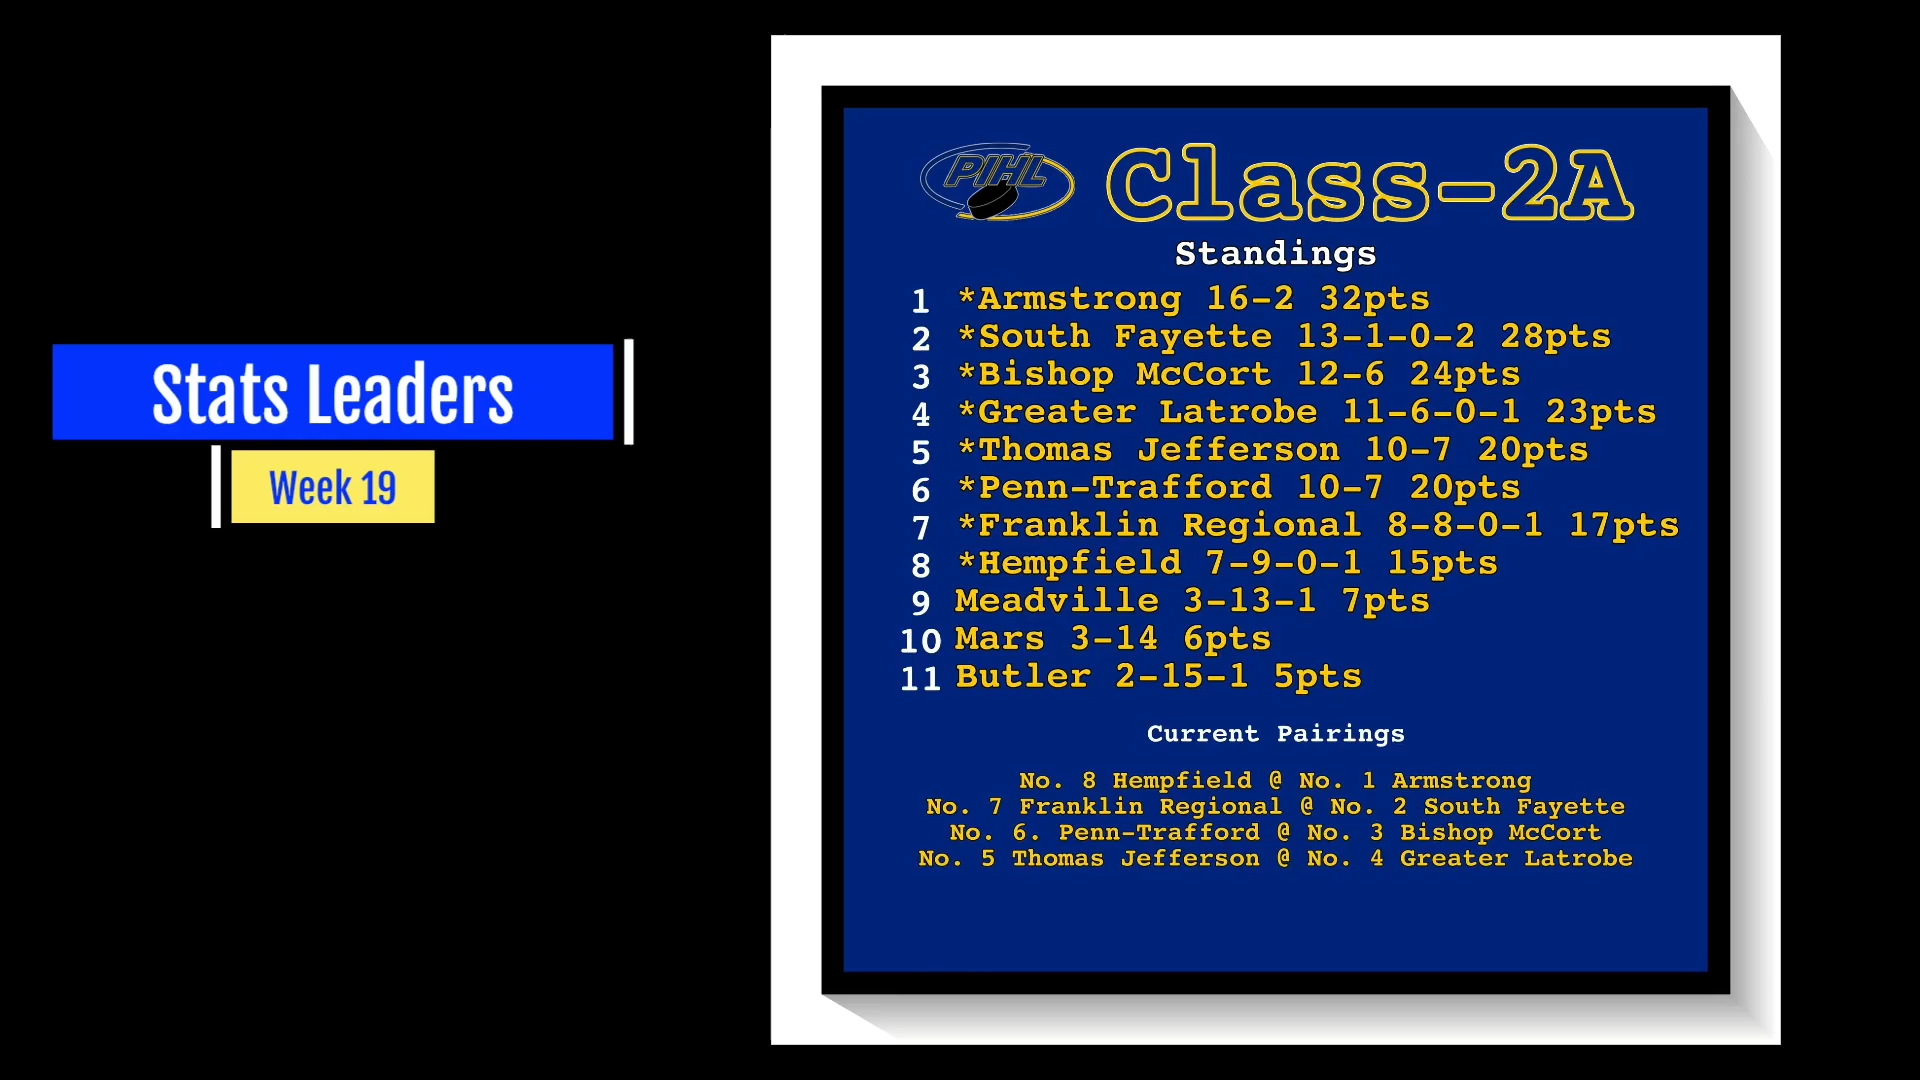 Stats Leaders
Week 19
PIHL Class-2A
Standings
1 *Armstrong 16-2 32pts
2 *South Fayette 13-1-0-2 28pts
3 *Bishop McCort 12-6 24pts
4 *Greater Latrobe 11-6-0-1 23pts
5 *Thomas Jefferson 10-7 20pts
6 *Penn-Trafford 10-7 20pts
7 *Franklin Regional 8-8-0-1 17pts
8 *Hempfield 7-9-0-1 15pts
9 Meadville 3-13-1 7pts
10 Mars 3-14 6pts
11 Butler 2-15-1 5pts
Current Pairings
No. 8 Hempfield @ No. 1 Armstrong
No. 7 Franklin Regional @ No. 2 South Fayette
No. 6. Penn-Trafford @ No. 3 Bishop McCort
No. 5 Thomas Jefferson @ No. 4 Greater Latrobe